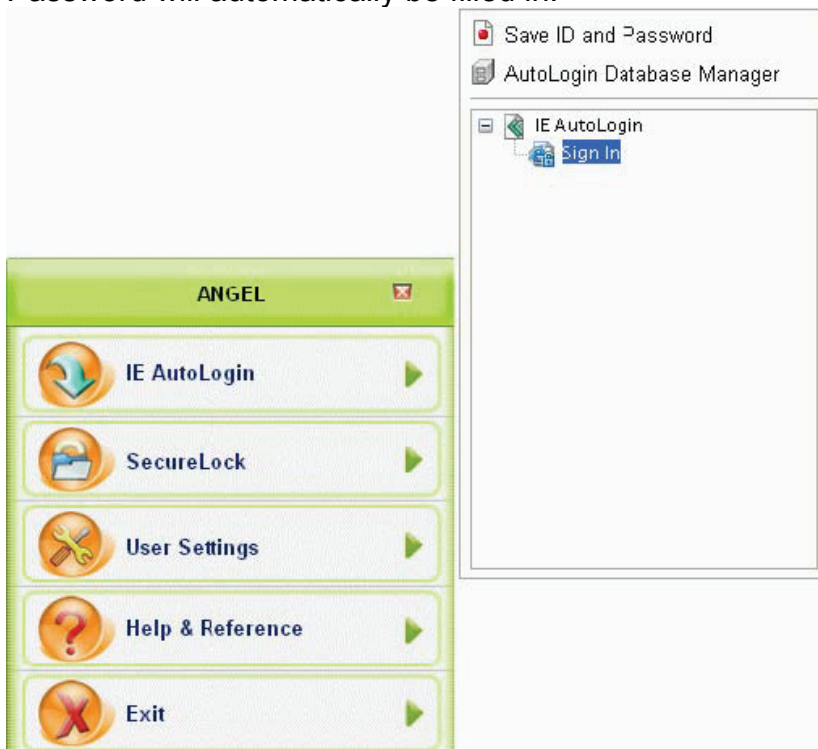 Password will automatically be filled in.
Save ID and Password
AutoLogin Database Manager
IE AutoLogin
Sign In
ANGEL
IE AutoLogin
SecureLock
User Settings
Help & Reference
Exit